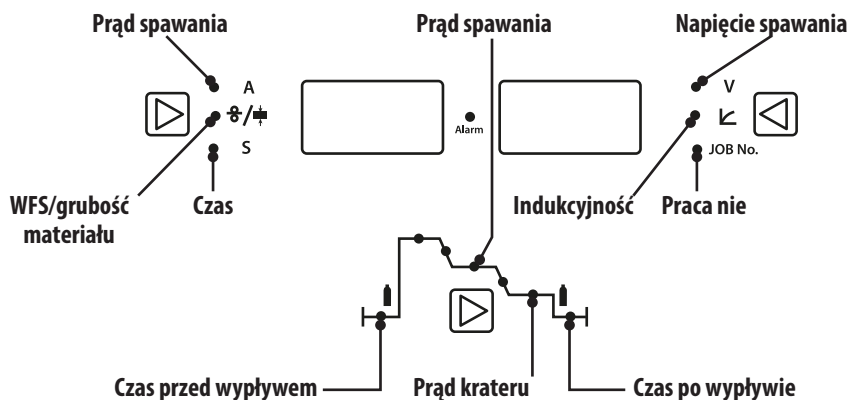 Prąd spawania
Prąd spawania
Napięcie spawania
A
V
Alarm
S
JOB No.
WFS/grubość
materiału
Czas
Indukcyjność
Praca nie
Czas przed wypływem
Prąd krateru
Czas po wypływie